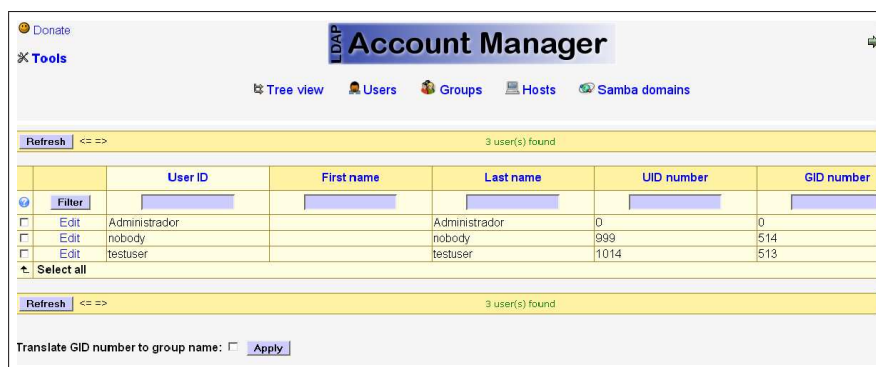 Donate
LDAP Account Manager
Tools
Tree view Users Groups Hosts Samba domains
Refresh <= => 3 user(s) found
User ID First name Last name UID number GID number
? Filter
Edit Administrador Administrador 0 0
Edit nobody nobody 999 514
Edit testuser testuser 1014 513
Select all
Refresh <= => 3 user(s) found
Translate GID number to group name: Apply